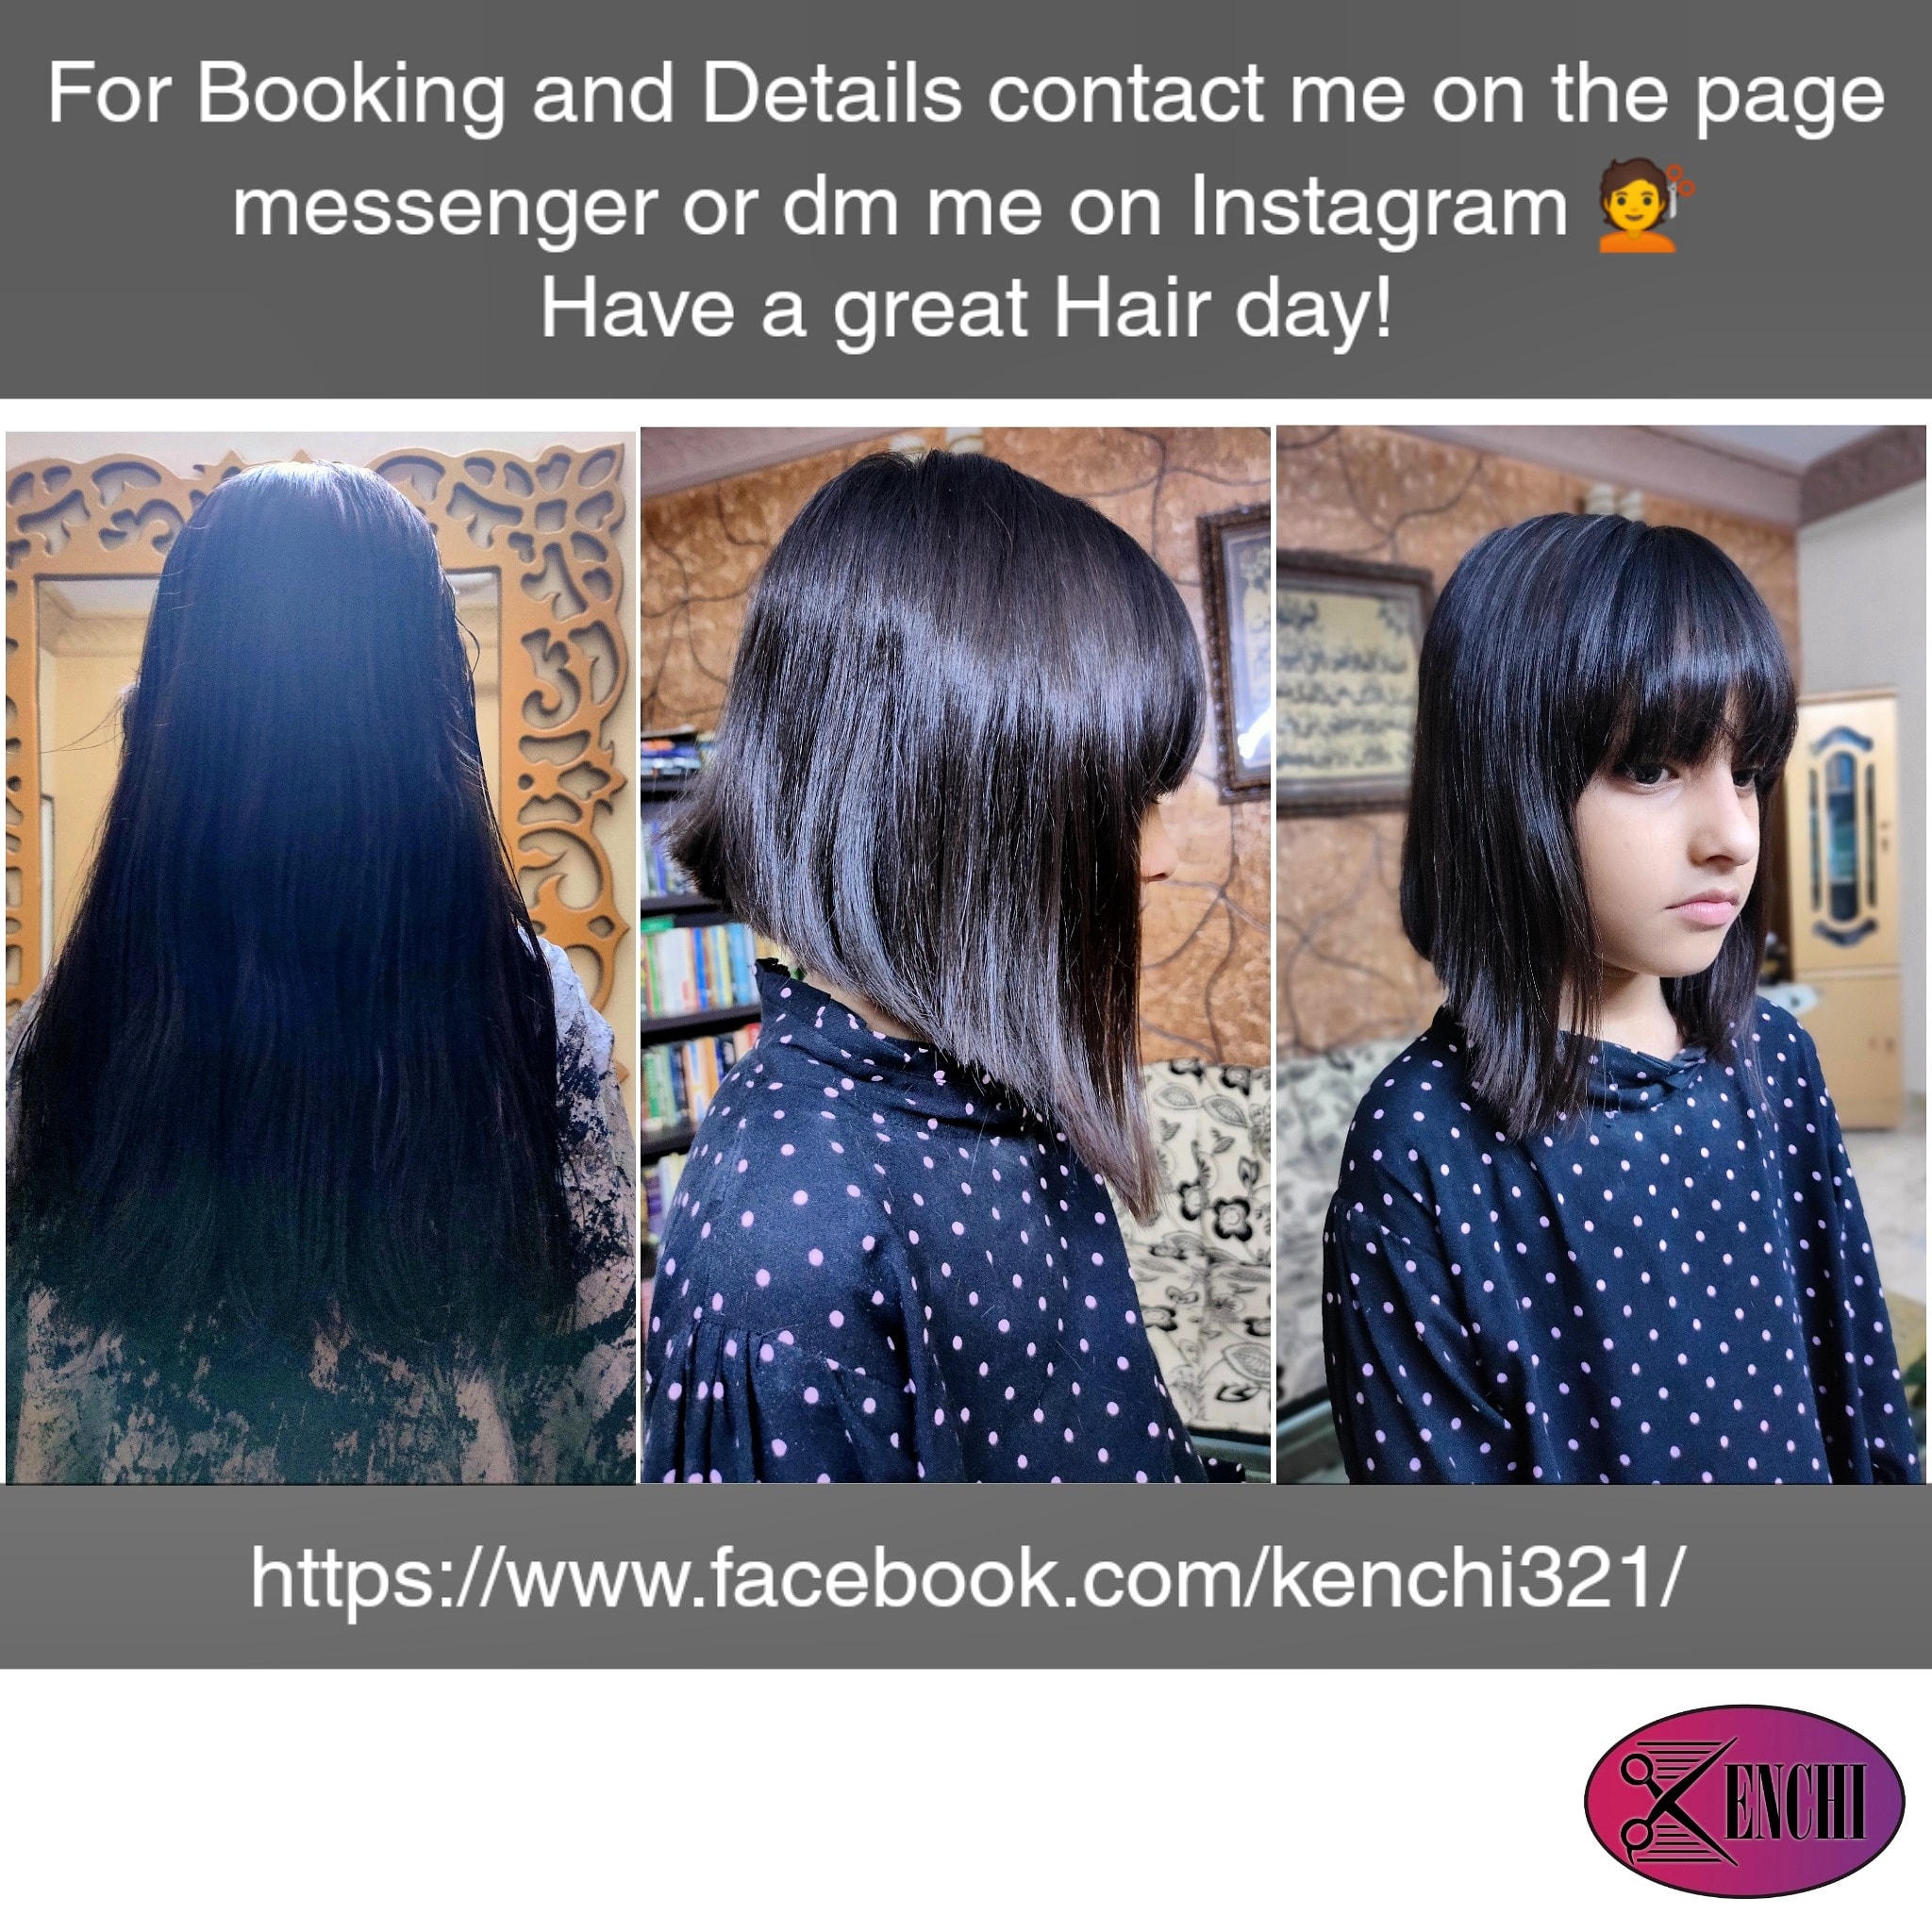 For Booking and Details contact me on the page
messenger or dm me on Instagram 💇
Have a great Hair day!
https://www.facebook.com/kenchi321/
KENCHI